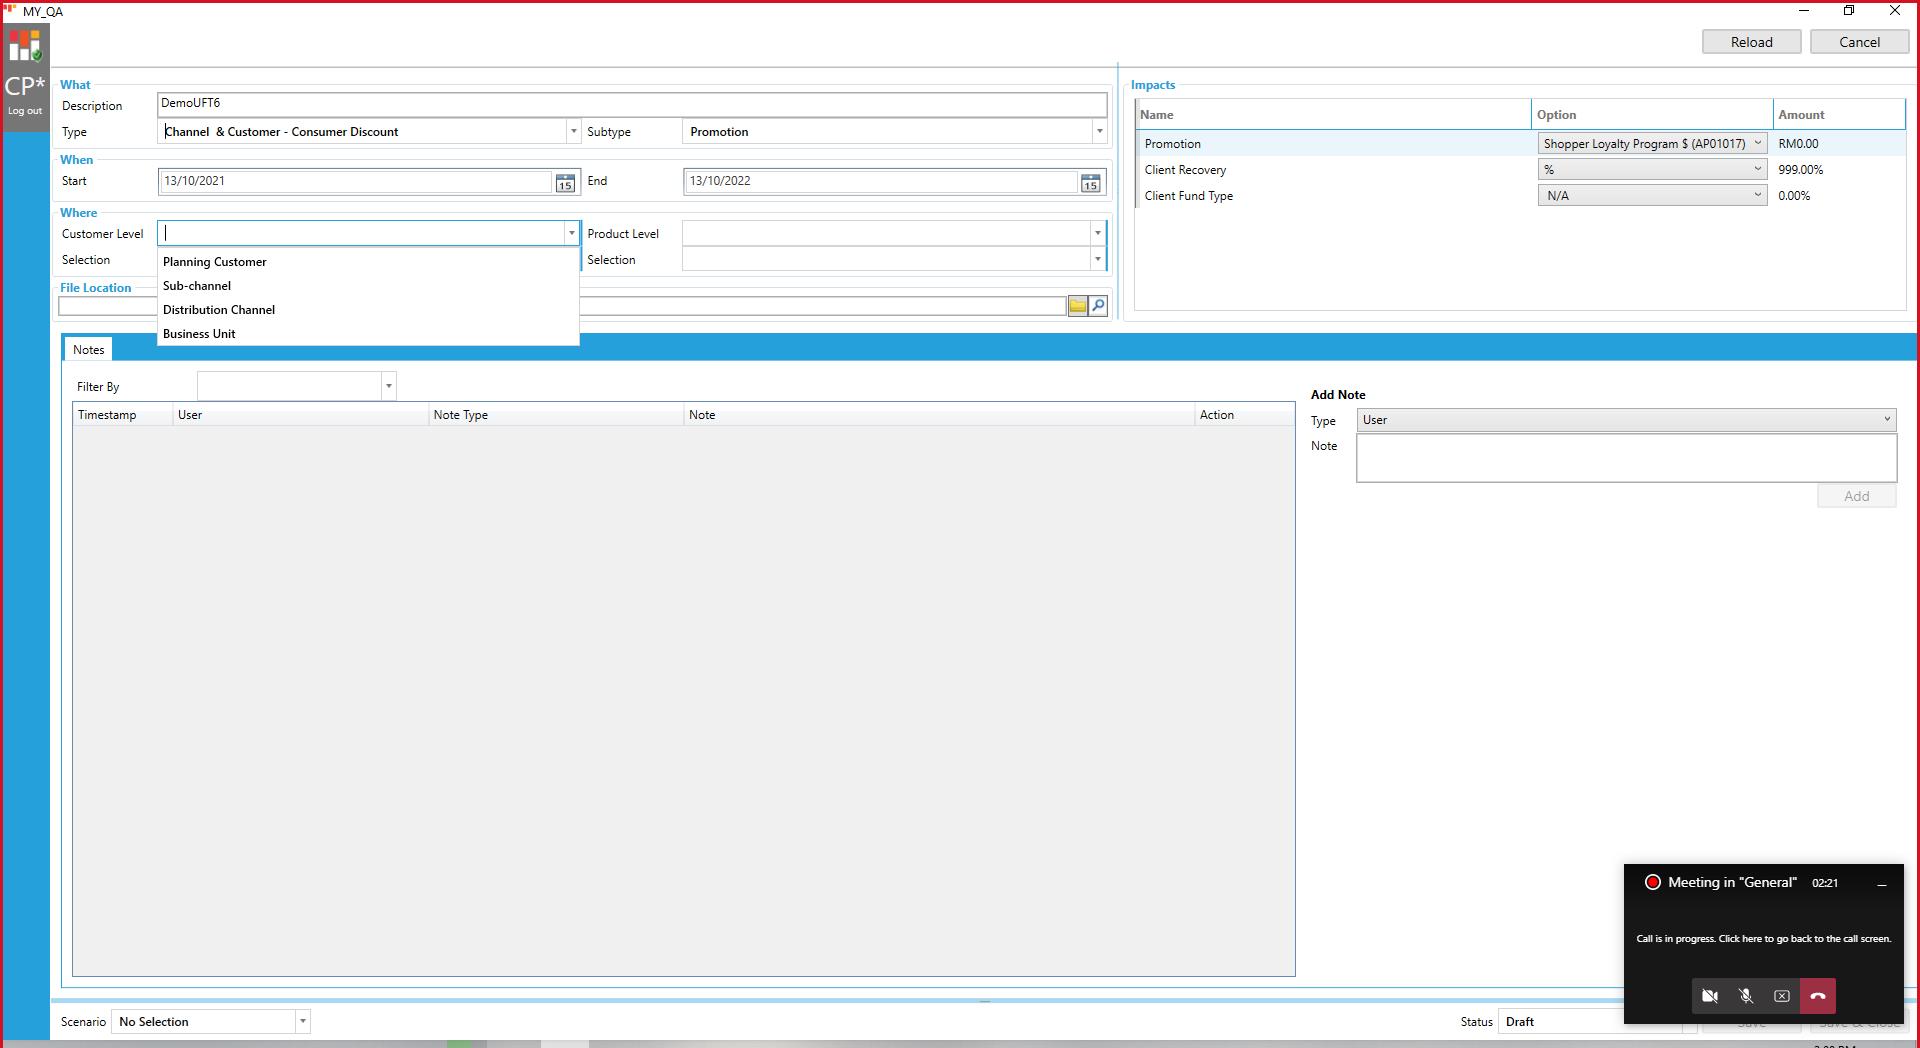 MY_QA
Reload
Cancel
CP*
Log out
What
Description
DemoUFT6
Type
Channel & Customer - Consumer Discount
Subtype
Promotion
When
Start
13/10/2021
15
End
13/10/2022
15
Where
Customer Level
Product Level
Selection
Selection
Planning Customer
Sub-channel
Distribution Channel
Business Unit
File Location
Impacts
Name
Option
Amount
Promotion
Shopper Loyalty Program $ (AP01017)
RM0.00
Client Recovery
%
999.00%
Client Fund Type
N/A
0.00%
Notes
Filter By
Timestamp
User
Note Type
Note
Action
Add Note
Type
User
Note
Add
Meeting in "General"
02:21
Call is in progress. Click here to go back to the call screen.
Scenario
No Selection
Status
Draft
Save
Save & Close